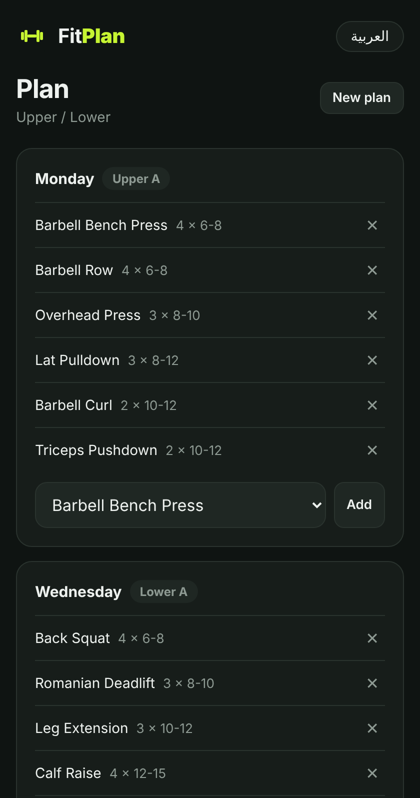 FitPlan
العربية
Plan
New plan
Upper / Lower
Monday Upper A
Barbell Bench Press 4 × 6-8 ×
Barbell Row 4 × 6-8 ×
Overhead Press 3 × 8-10 ×
Lat Pulldown 3 × 8-12 ×
Barbell Curl 2 × 10-12 ×
Triceps Pushdown 2 × 10-12 ×
Barbell Bench Press Add
Wednesday Lower A
Back Squat 4 × 6-8 ×
Romanian Deadlift 3 × 8-10 ×
Leg Extension 3 × 10-12 ×
Calf Raise 4 × 12-15 ×